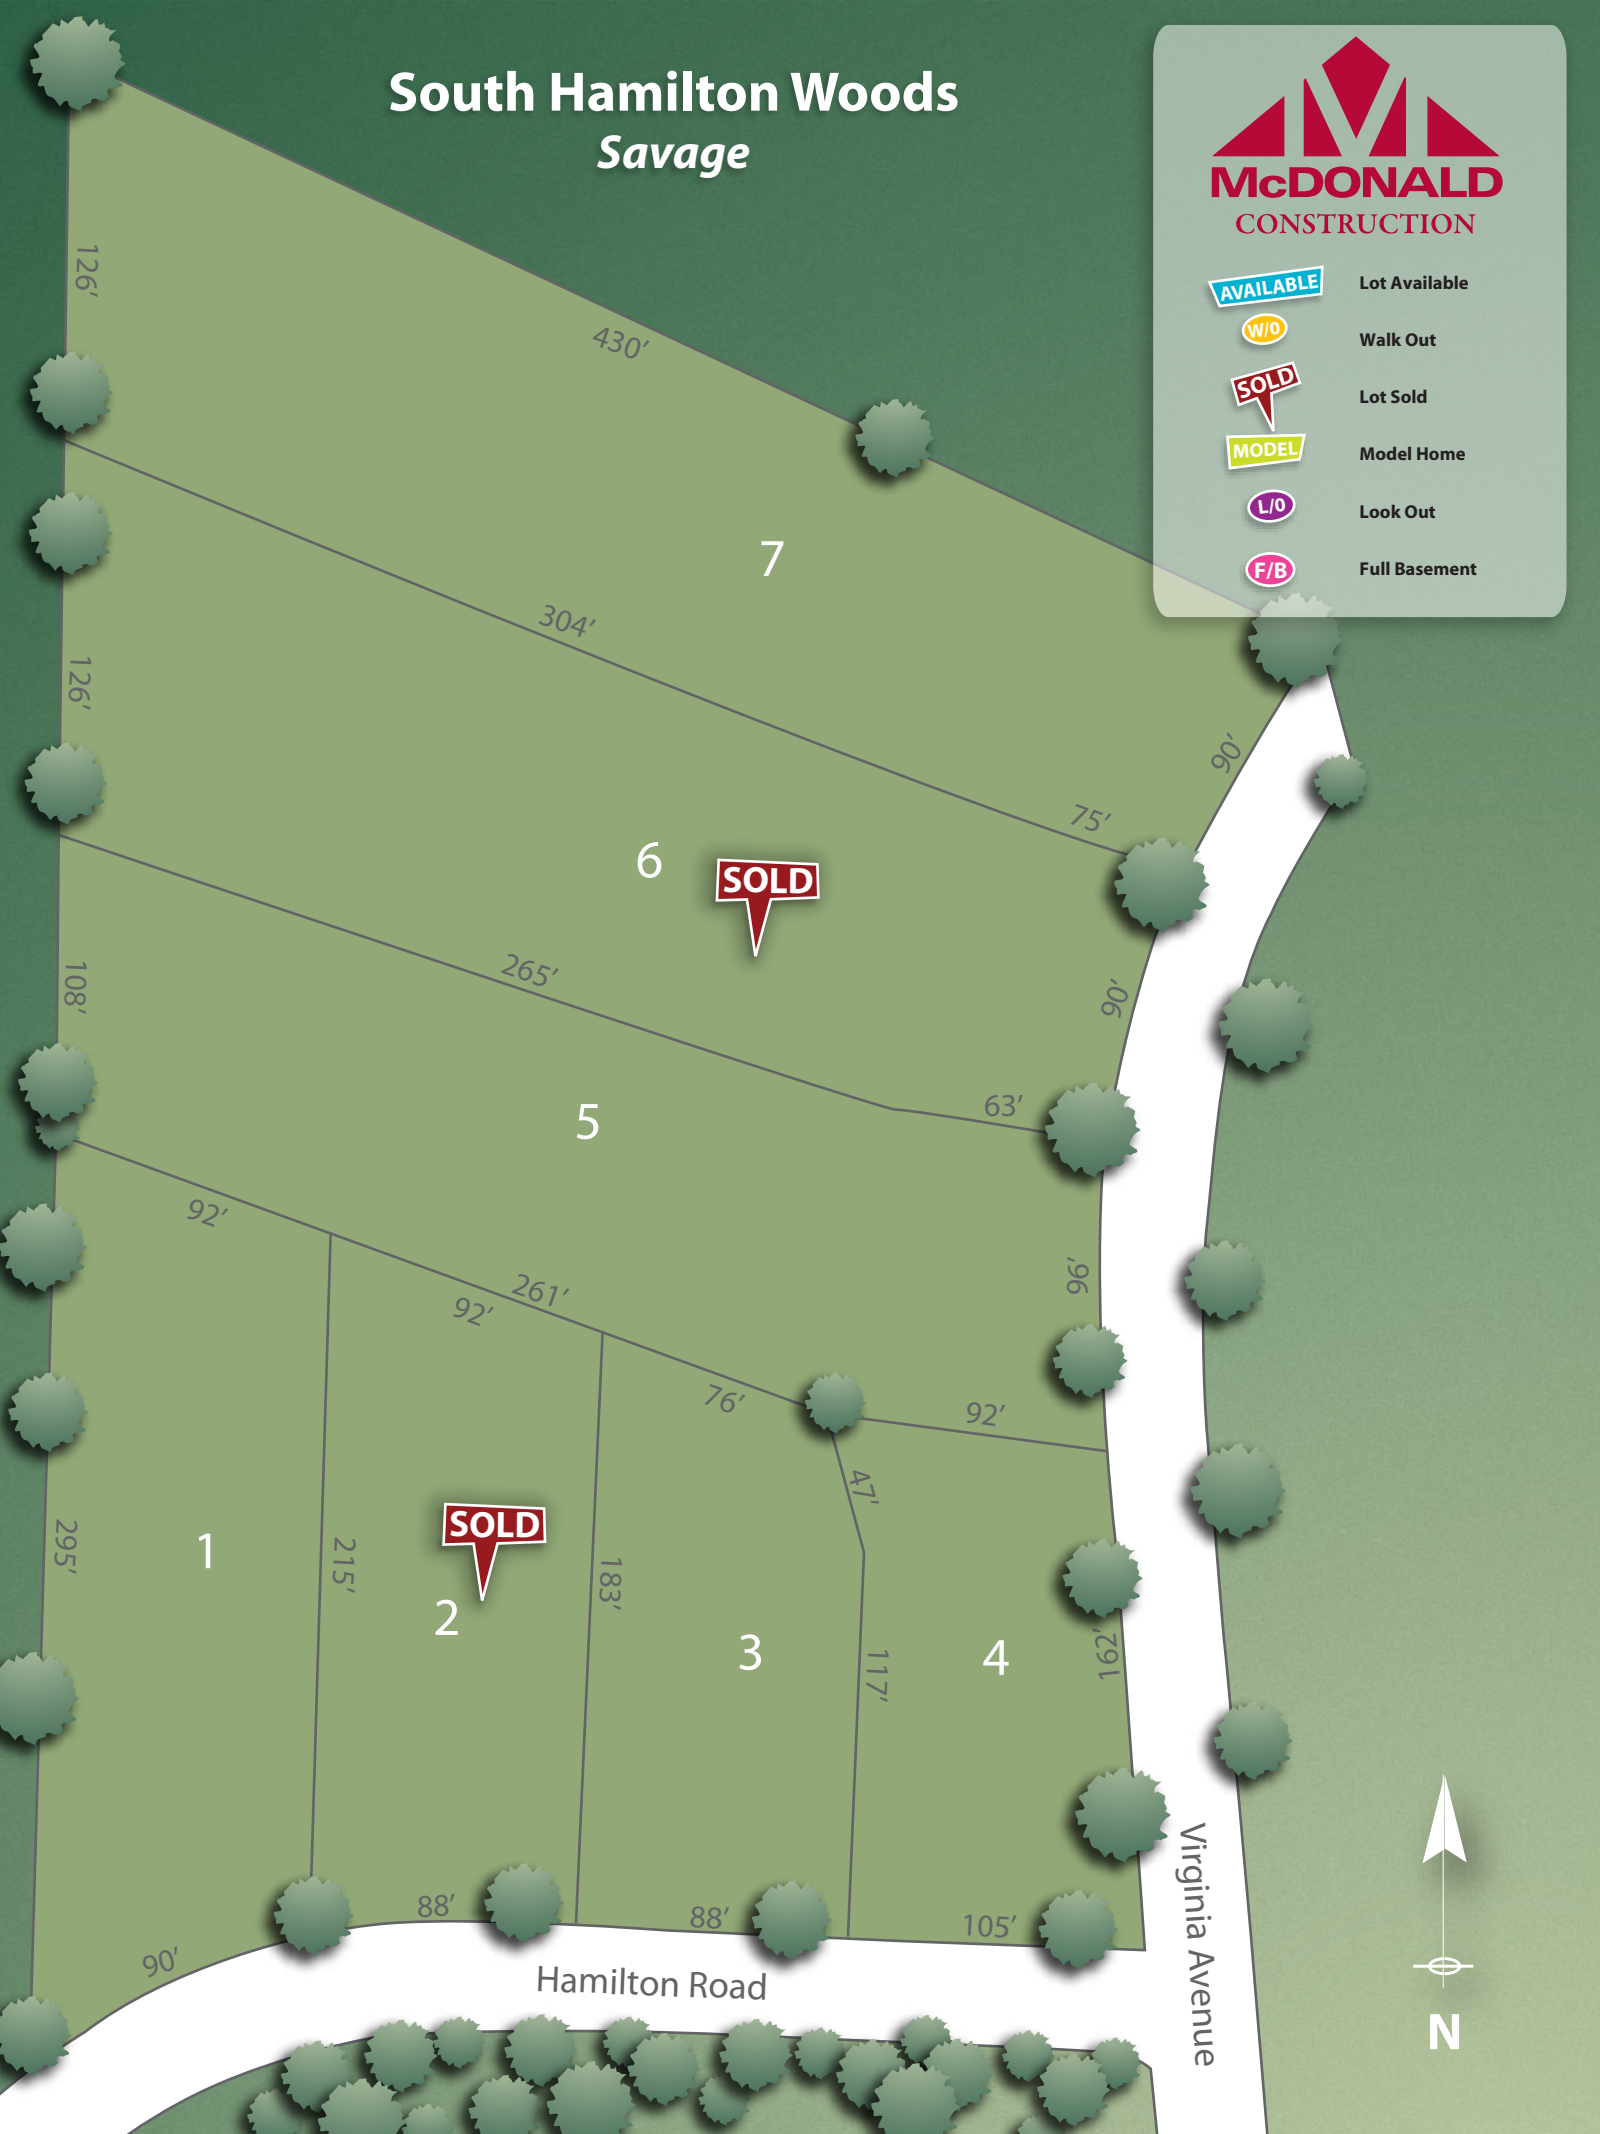 South Hamilton Woods
Savage
McDONALD
CONSTRUCTION
AVAILABLE Lot Available
W/O Walk Out
SOLD Lot Sold
MODEL Model Home
L/O Look Out
F/B Full Basement
126’
430’
7
304’
90’
75’
126’
6
SOLD
265’
90’
108’
63’
5
92’
261’
92’
96’
76’
92’
47’
295’
1
215’
SOLD
2
183’
3
117’
4
162’
88’
88’
105’
90’
Hamilton Road
Virginia Avenue
N